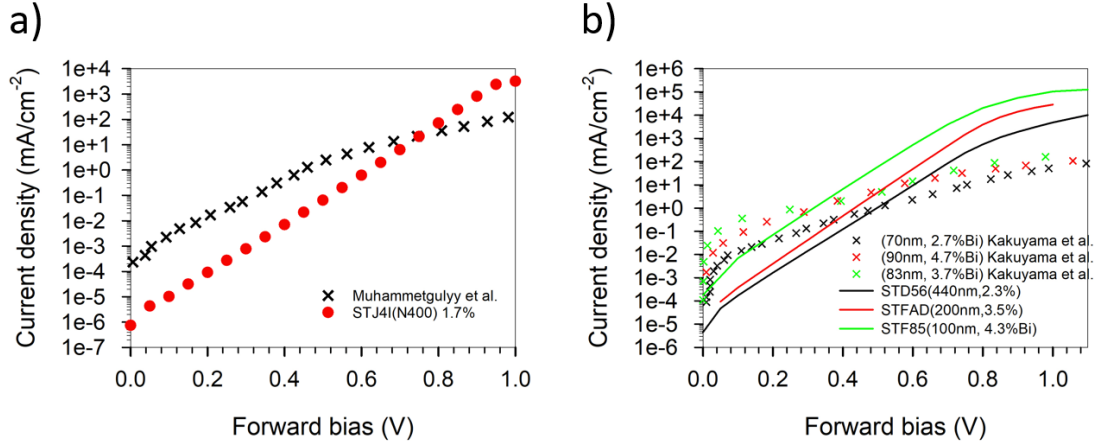 a)
Current density (mA/cm⁻²)
1e+4
1e+3
1e+2
1e+1
1e+0
1e-1
1e-2
1e-3
1e-4
1e-5
1e-6
1e-7
Muhammetgulyy et al.
STJ4I(N400) 1.7%
0.0 0.2 0.4 0.6 0.8 1.0
Forward bias (V)
b)
Current density (mA/cm⁻²)
1e+6
1e+5
1e+4
1e+3
1e+2
1e+1
1e+0
1e-1
1e-2
1e-3
1e-4
1e-5
1e-6
(70nm, 2.7%Bi) Kakuyama et al.
(90nm, 4.7%Bi) Kakuyama et al.
(83nm, 3.7%Bi) Kakuyama et al.
STD56(440nm,2.3%)
STFAD(200nm,3.5%)
STF85(100nm, 4.3%Bi)
0.0 0.2 0.4 0.6 0.8 1.0
Forward bias (V)